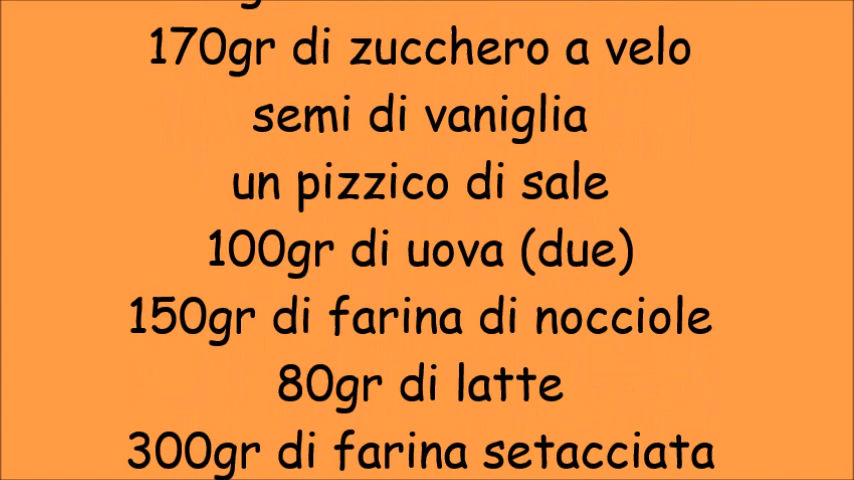 170gr di zucchero a velo
semi di vaniglia
un pizzico di sale
100gr di uova (due)
150gr di farina di nocciole
80gr di latte
300gr di farina setacciata